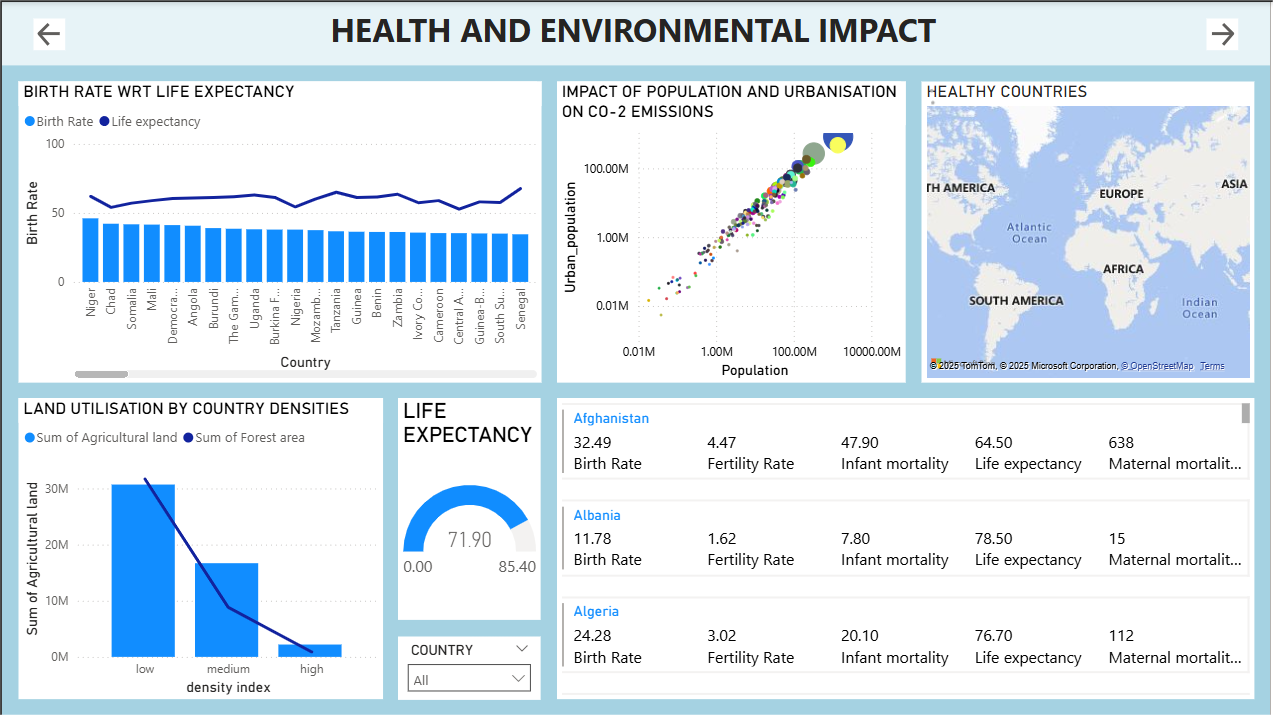 HEALTH AND ENVIRONMENTAL IMPACT
BIRTH RATE WRT LIFE EXPECTANCY
Birth Rate Life expectancy
100
50
0
Birth Rate
Niger
Chad
Somalia
Mali
Democra...
Angola
Burundi
The Gam...
Uganda
Burkina F...
Nigeria
Mozamb...
Tanzania
Guinea
Benin
Zambia
Ivory Co...
Cameroon
Central A...
Guinea-B...
South Su...
Senegal
Country
IMPACT OF POPULATION AND URBANISATION
ON CO-2 EMISSIONS
Urban_population
100.00M
1.00M
0.01M
0.01M 1.00M 100.00M 10000.00M
Population
HEALTHY COUNTRIES
TH AMERICA
EUROPE
ASIA
Atlantic
Ocean
AFRICA
SOUTH AMERICA
Indian
Ocean
© 2025 TomTom, © 2025 Microsoft Corporation, © OpenStreetMap Terms
LAND UTILISATION BY COUNTRY DENSITIES
Sum of Agricultural land Sum of Forest area
Sum of Agricultural land
30M
20M
10M
0M
low medium high
density index
LIFE
EXPECTANCY
71.90
0.00 85.40
COUNTRY
All
Afghanistan
32.49 4.47 47.90 64.50 638
Birth Rate Fertility Rate Infant mortality Life expectancy Maternal mortalit...
Albania
11.78 1.62 7.80 78.50 15
Birth Rate Fertility Rate Infant mortality Life expectancy Maternal mortalit...
Algeria
24.28 3.02 20.10 76.70 112
Birth Rate Fertility Rate Infant mortality Life expectancy Maternal mortalit...